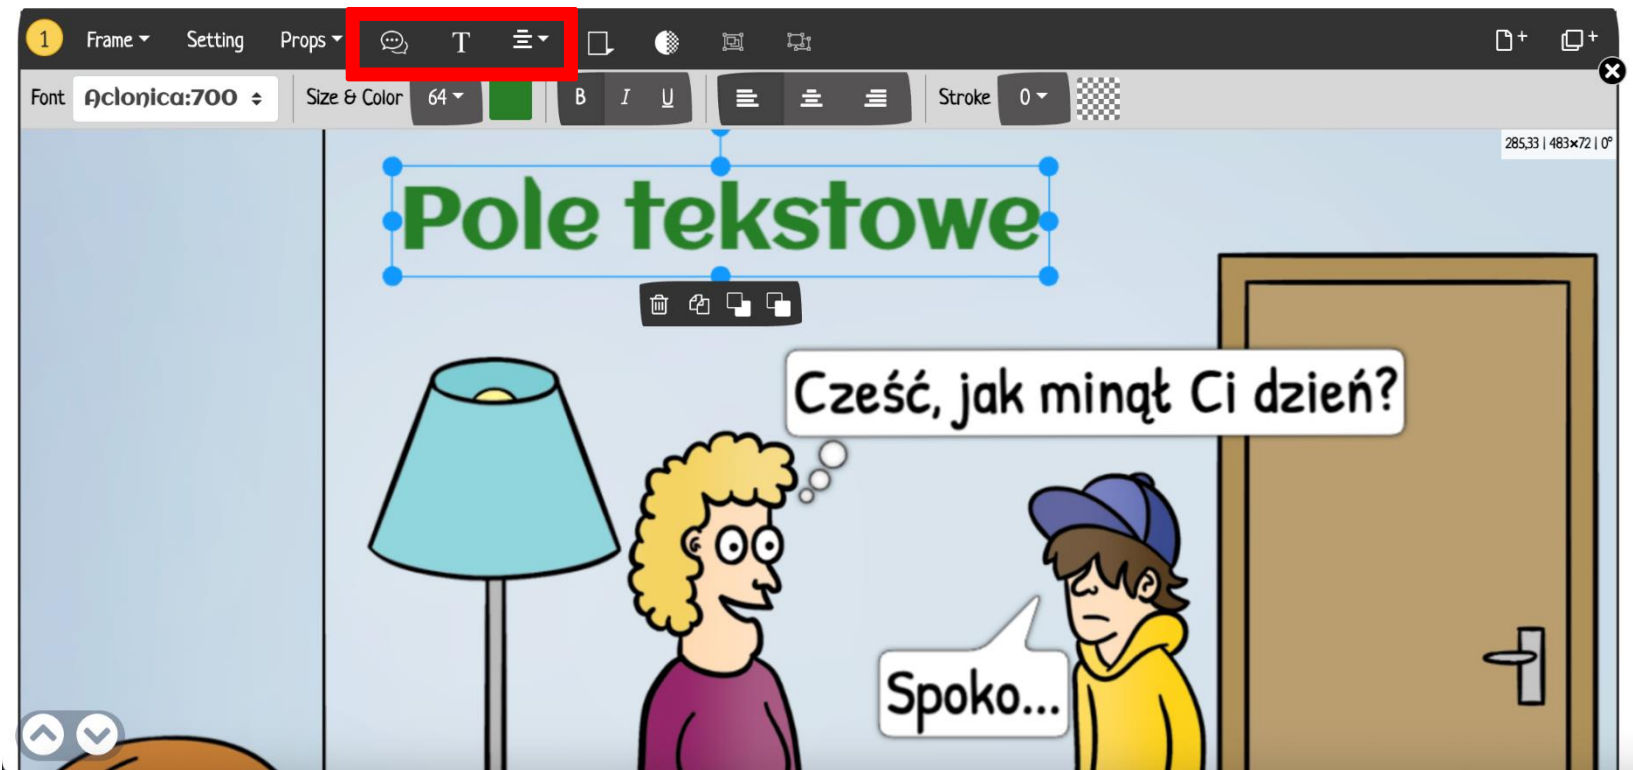 1 Frame Setting Props T
Font Aclonica:700 Size & Color 64 B I U Stroke 0
285,33 | 483×72 | 0°
Pole tekstowe
Cześć, jak minął Ci dzień?
Spoko...